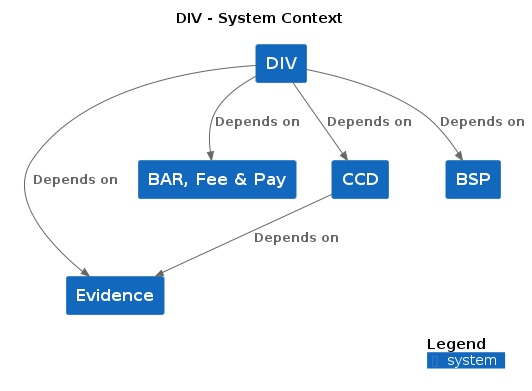 DIV - System Context
DIV
Depends on
Depends on
Depends on
BAR, Fee & Pay
CCD
BSP
Depends on
Depends on
Evidence
Legend
system